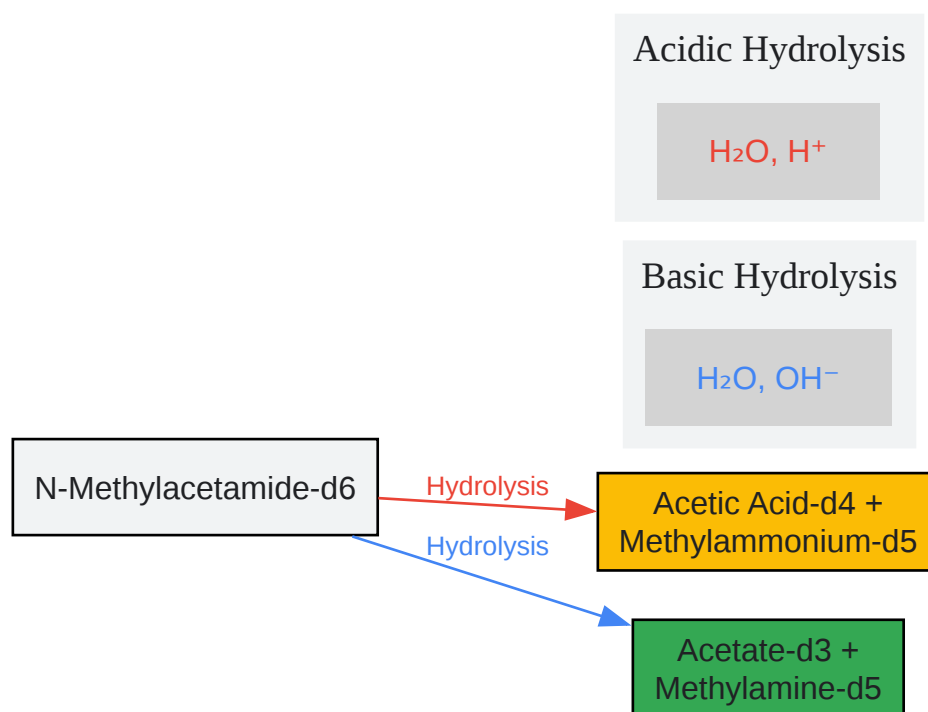 Acidic Hydrolysis
H₂O, H⁺
Basic Hydrolysis
H₂O, OH⁻
N-Methylacetamide-d6
Hydrolysis
Hydrolysis
Acetic Acid-d4 +
Methylammonium-d5
Acetate-d3 +
Methylamine-d5